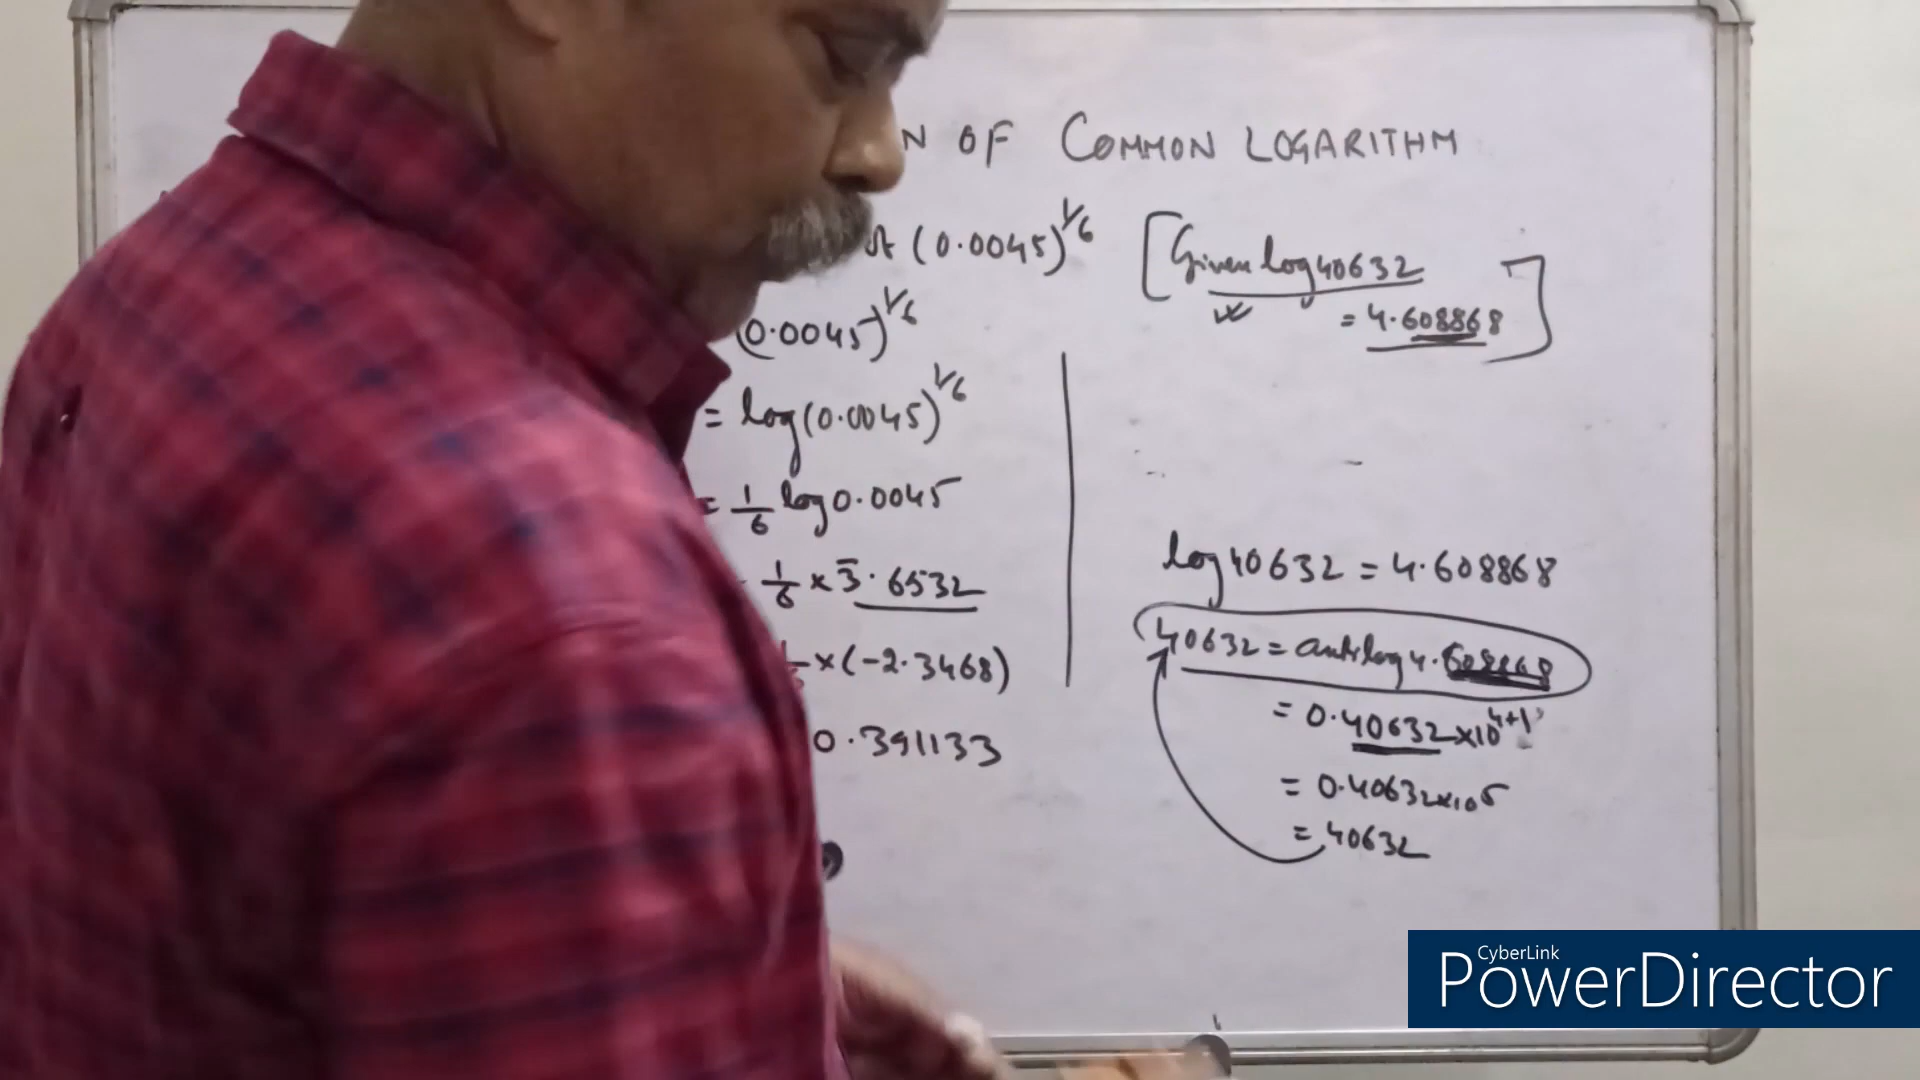 N OF COMMON LOGARITHM
(0.0045)^1/6 [Given log 40632
= 4.608868]
(0.0045)^1/6
= log(0.0045)^1/6
= 1/6 log 0.0045
1/6 × 3̅.6532
×(-2.3468)
0.391133
log 40632 = 4.608868
40632 = antilog 4.608868
= 0.40632×10^4+1
= 0.40632×10^5
= 40632
CyberLink
PowerDirector